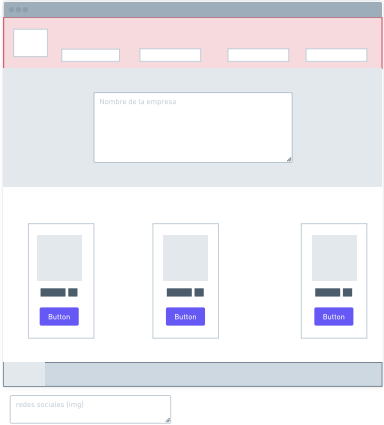 Nombre de la empresa
Button
Button
Button
redes sociales (img)